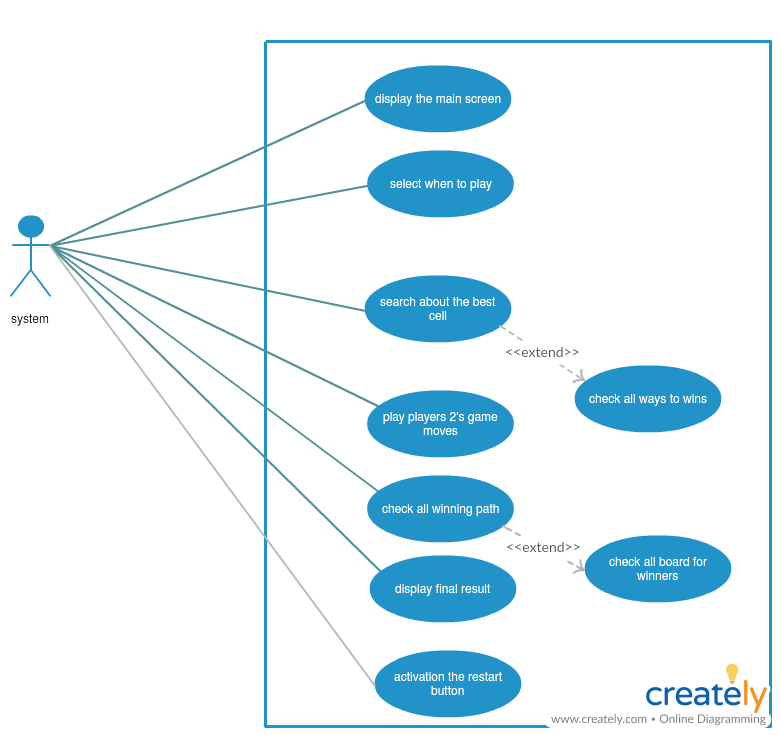 display the main screen
select when to play
system
search about the best
cell
<<extend>>
check all ways to wins
play players 2's game
moves
check all winning path
<<extend>>
check all board for
winners
display final result
activation the restart
button
creately
www.creately.com • Online Diagramming